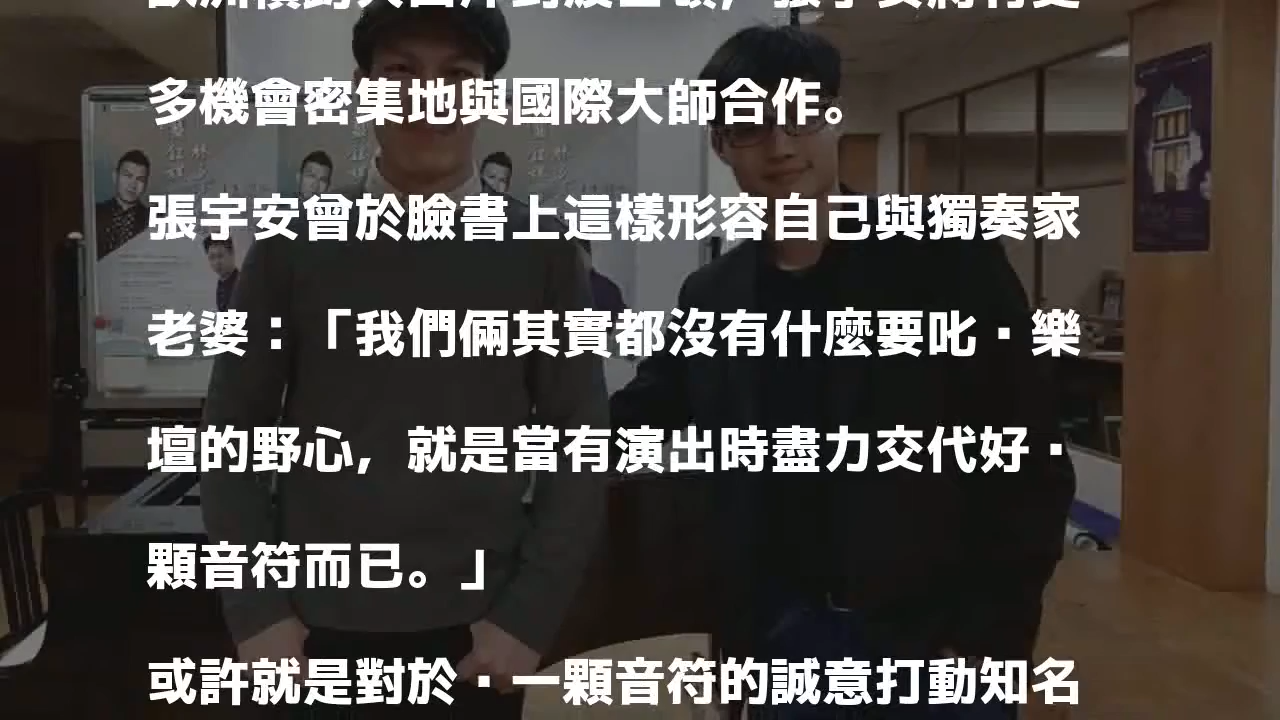 多機會密集地與國際大師合作。
張宇安曾於臉書上這樣形容自己與獨奏家
老婆：「我們倆其實都沒有什麼要叱·樂
壇的野心，就是當有演出時盡力交代好·
顆音符而已。」
或許就是對於·一顆音符的誠意打動知名